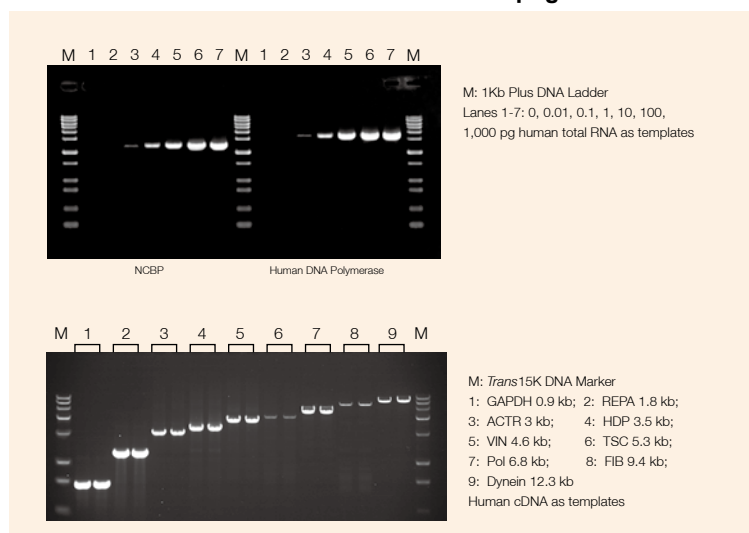 M 1 2 3 4 5 6 7 M 1 2 3 4 5 6 7 M
M: 1Kb Plus DNA Ladder
Lanes 1-7: 0, 0.01, 0.1, 1, 10, 100,
1,000 pg human total RNA as templates
NCBP Human DNA Polymerase
M 1 2 3 4 5 6 7 8 9 M
M: Trans15K DNA Marker
1: GAPDH 0.9 kb; 2: REPA 1.8 kb;
3: ACTR 3 kb; 4: HDP 3.5 kb;
5: VIN 4.6 kb; 6: TSC 5.3 kb;
7: Pol 6.8 kb; 8: FIB 9.4 kb;
9: Dynein 12.3 kb
Human cDNA as templates